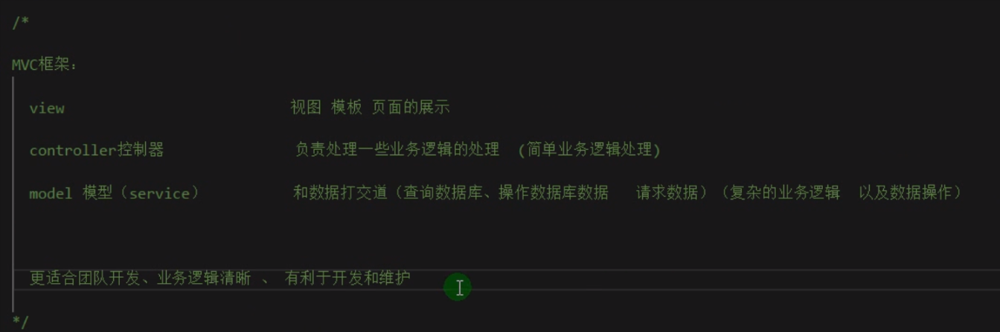 /*
MVC框架：
view 视图 模板 页面的展示
controller控制器 负责处理一些业务逻辑的处理 (简单业务逻辑处理)
model 模型（service） 和数据打交道（查询数据库、操作数据库数据 请求数据）（复杂的业务逻辑 以及数据操作）
更适合团队开发、业务逻辑清晰 、 有利于开发和维护
*/